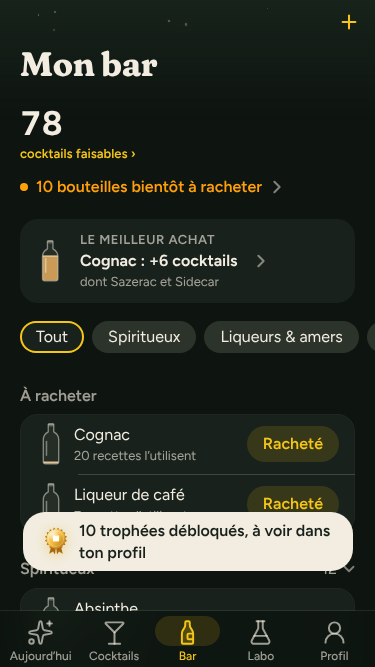 Mon bar
78
cocktails faisables ›
10 bouteilles bientôt à racheter
LE MEILLEUR ACHAT
Cognac : +6 cocktails
dont Sazerac et Sidecar
Tout
Spiritueux
Liqueurs & amers
À racheter
Cognac
20 recettes l'utilisent
Racheté
Liqueur de café
Racheté
10 trophées débloqués, à voir dans
ton profil
Spiritueux
Absinthe
Aujourd'hui
Cocktails
Bar
Labo
Profil